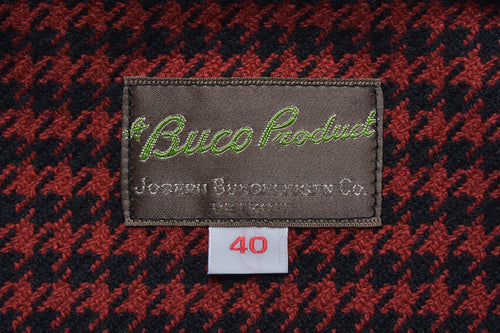 A Buco Product
JOSEPH BUEGELEISEN CO.
40